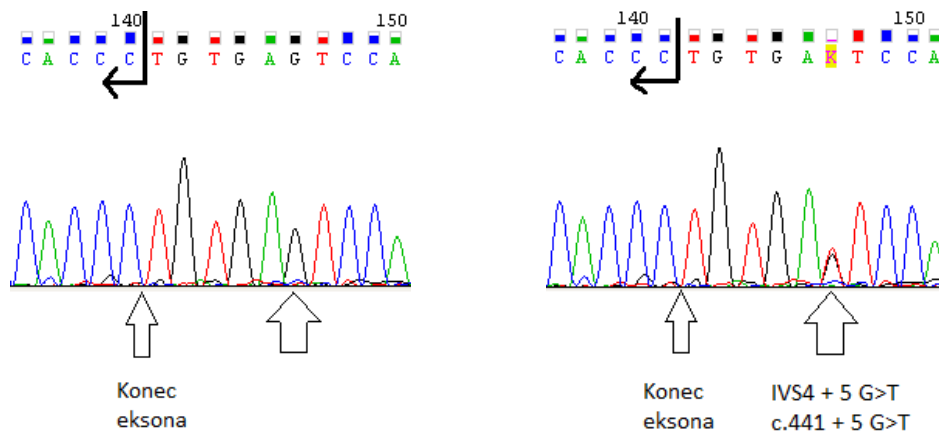 140 150
C A C C C T G T G A G T C C A
Konec
eksona
140 150
C A C C C T G T G A K T C C A
Konec
eksona
IVS4 + 5 G>T
c.441 + 5 G>T